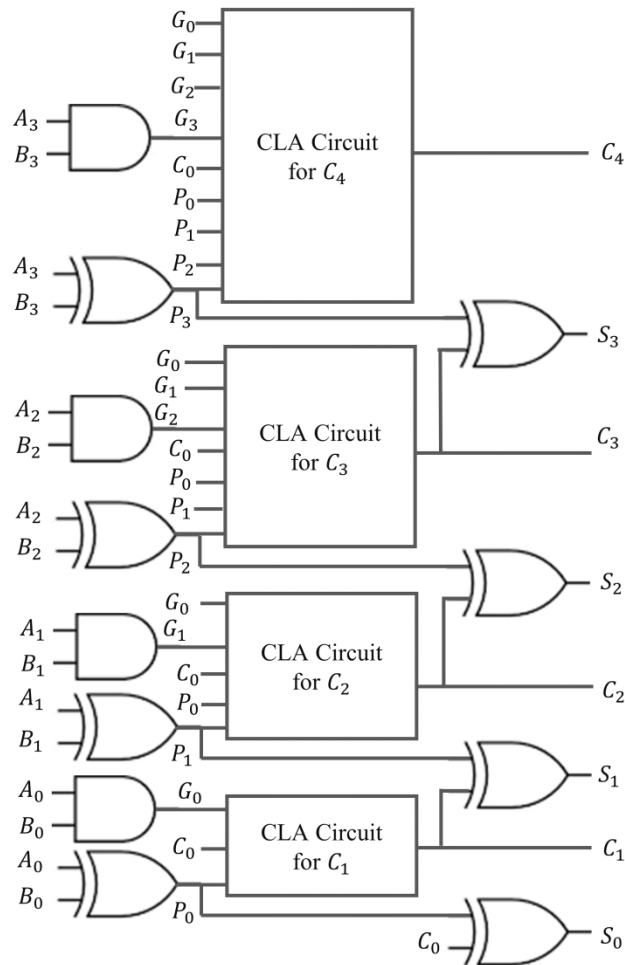 G₀
G₁
G₂
A₃
G₃
B₃
CLA Circuit
for C₄
C₄
C₀
P₀
P₁
P₂
A₃
B₃
P₃
S₃
G₀
G₁
A₂
G₂
B₂
CLA Circuit
for C₃
C₃
C₀
P₀
P₁
A₂
B₂
P₂
S₂
G₀
A₁
G₁
B₁
CLA Circuit
for C₂
C₂
C₀
P₀
A₁
B₁
P₁
S₁
A₀
G₀
B₀
CLA Circuit
for C₁
C₁
C₀
A₀
B₀
P₀
C₀
S₀